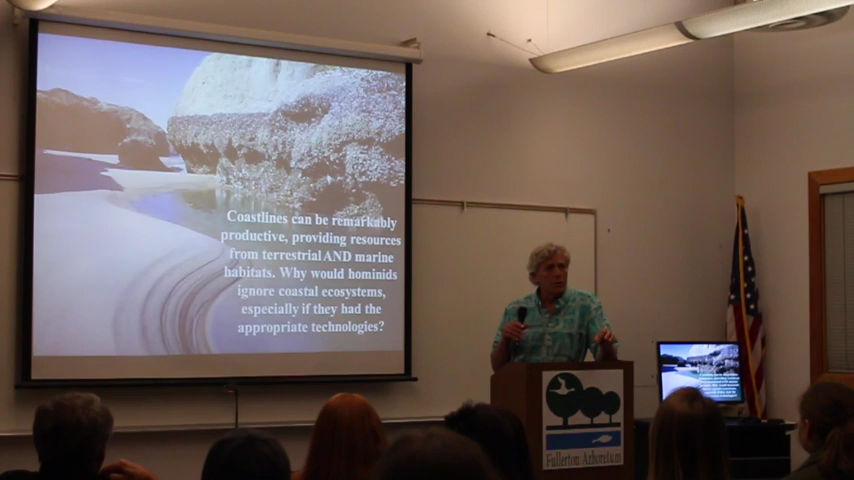 Coastlines can be remarkably
productive, providing resources
from terrestrial AND marine
habitats. Why would hominids
ignore coastal ecosystems,
especially if they had the
appropriate technologies?
Fullerton Arboretum